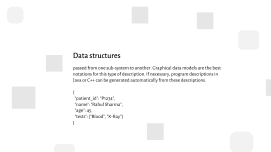 Data structures
passed from one sub-system to another. Graphical data models are the best
notations for this type of description. If necessary, program descriptions in
Java or C++ can be generated automatically from these descriptions.
{
"patient_id": "P1234",
"name": "Rahul Sharma",
"age": 45,
"tests": ["Blood", "X-Ray"]
}